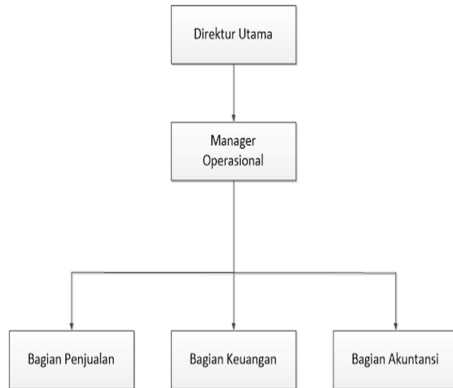 Direktur Utama
Manager
Operasional
Bagian Penjualan
Bagian Keuangan
Bagian Akuntansi